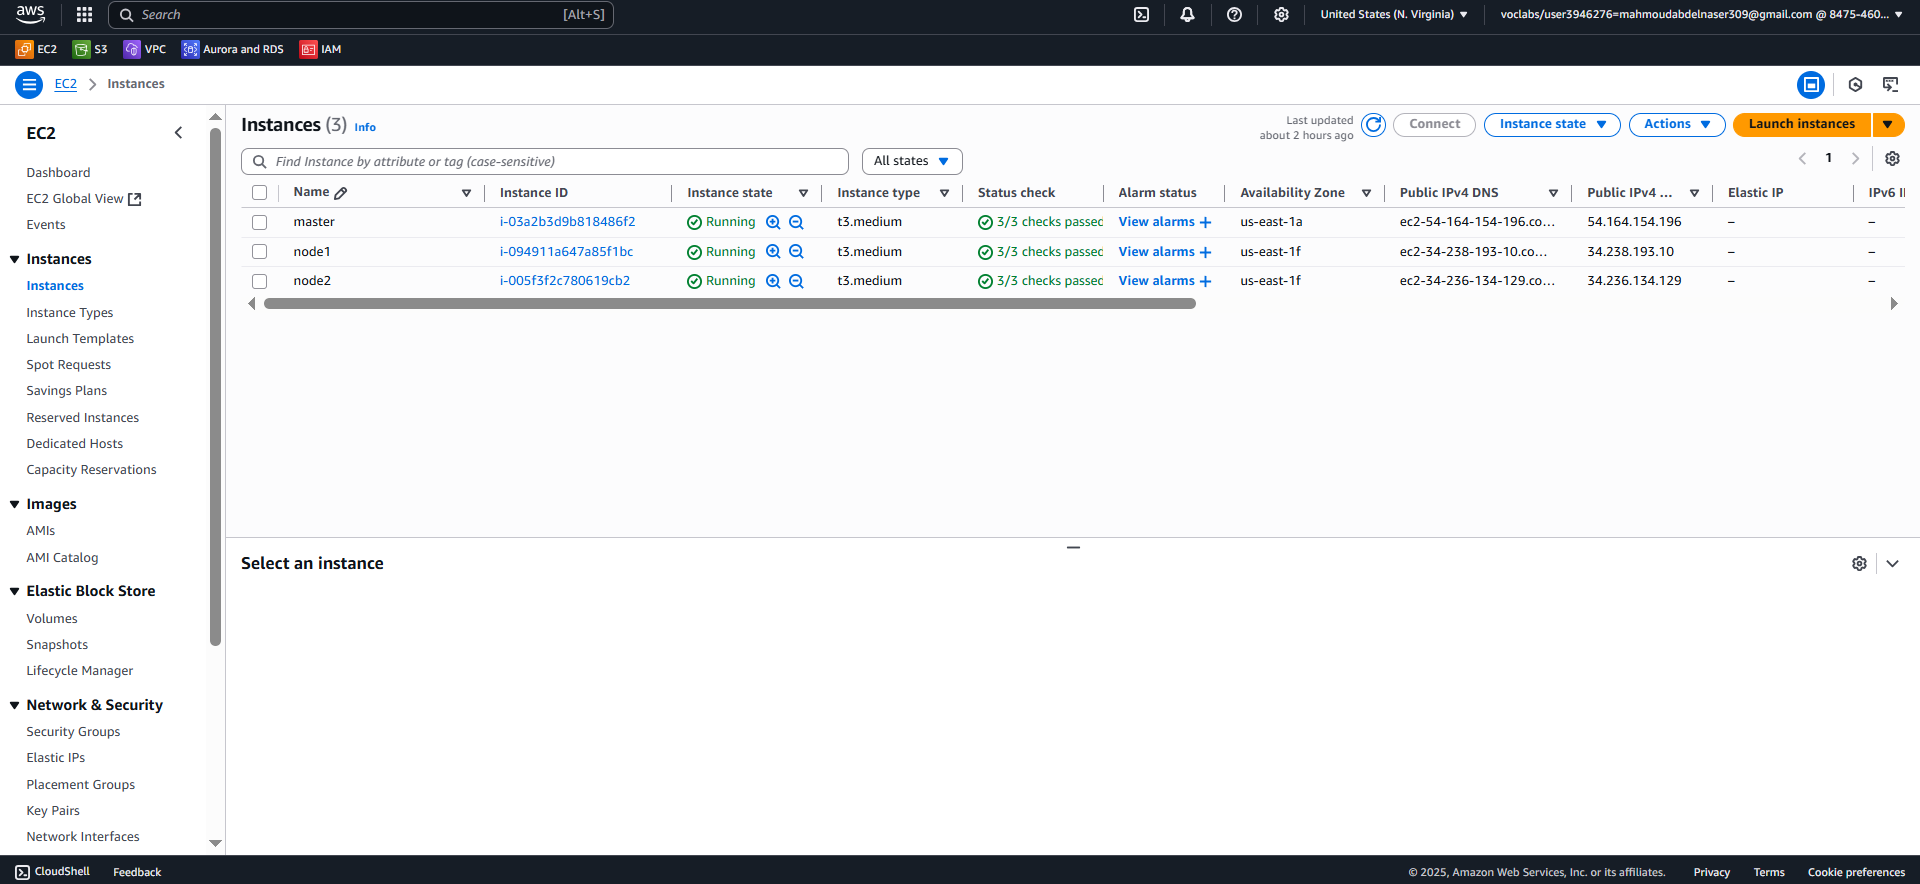 aws
Search [Alt+S]
United States (N. Virginia)
voclabs/user3946276=mahmoudabdelnaser309@gmail.com @ 8475-460...
EC2 S3 VPC Aurora and RDS IAM
EC2 Instances
EC2
Dashboard
EC2 Global View
Events
Instances
Instances
Instance Types
Launch Templates
Spot Requests
Savings Plans
Reserved Instances
Dedicated Hosts
Capacity Reservations
Images
AMIs
AMI Catalog
Elastic Block Store
Volumes
Snapshots
Lifecycle Manager
Network & Security
Security Groups
Elastic IPs
Placement Groups
Key Pairs
Network Interfaces
Instances (3) Info
Last updated
about 2 hours ago
Connect Instance state Actions Launch instances
Find Instance by attribute or tag (case-sensitive) All states 1
Name Instance ID Instance state Instance type Status check Alarm status Availability Zone Public IPv4 DNS Public IPv4 ... Elastic IP IPv6 I
master i-03a2b3d9b818486f2 Running t3.medium 3/3 checks passed View alarms + us-east-1a ec2-54-164-154-196.co... 54.164.154.196 – –
node1 i-094911a647a85f1bc Running t3.medium 3/3 checks passed View alarms + us-east-1f ec2-34-238-193-10.co... 34.238.193.10 – –
node2 i-005f3f2c780619cb2 Running t3.medium 3/3 checks passed View alarms + us-east-1f ec2-34-236-134-129.co... 34.236.134.129 – –
Select an instance
CloudShell Feedback
© 2025, Amazon Web Services, Inc. or its affiliates. Privacy Terms Cookie preferences